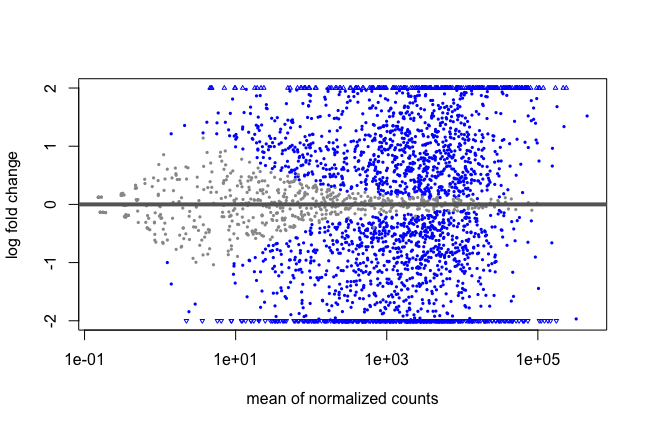 2
1
0
-1
-2
log fold change
1e-01
1e+01
1e+03
1e+05
mean of normalized counts